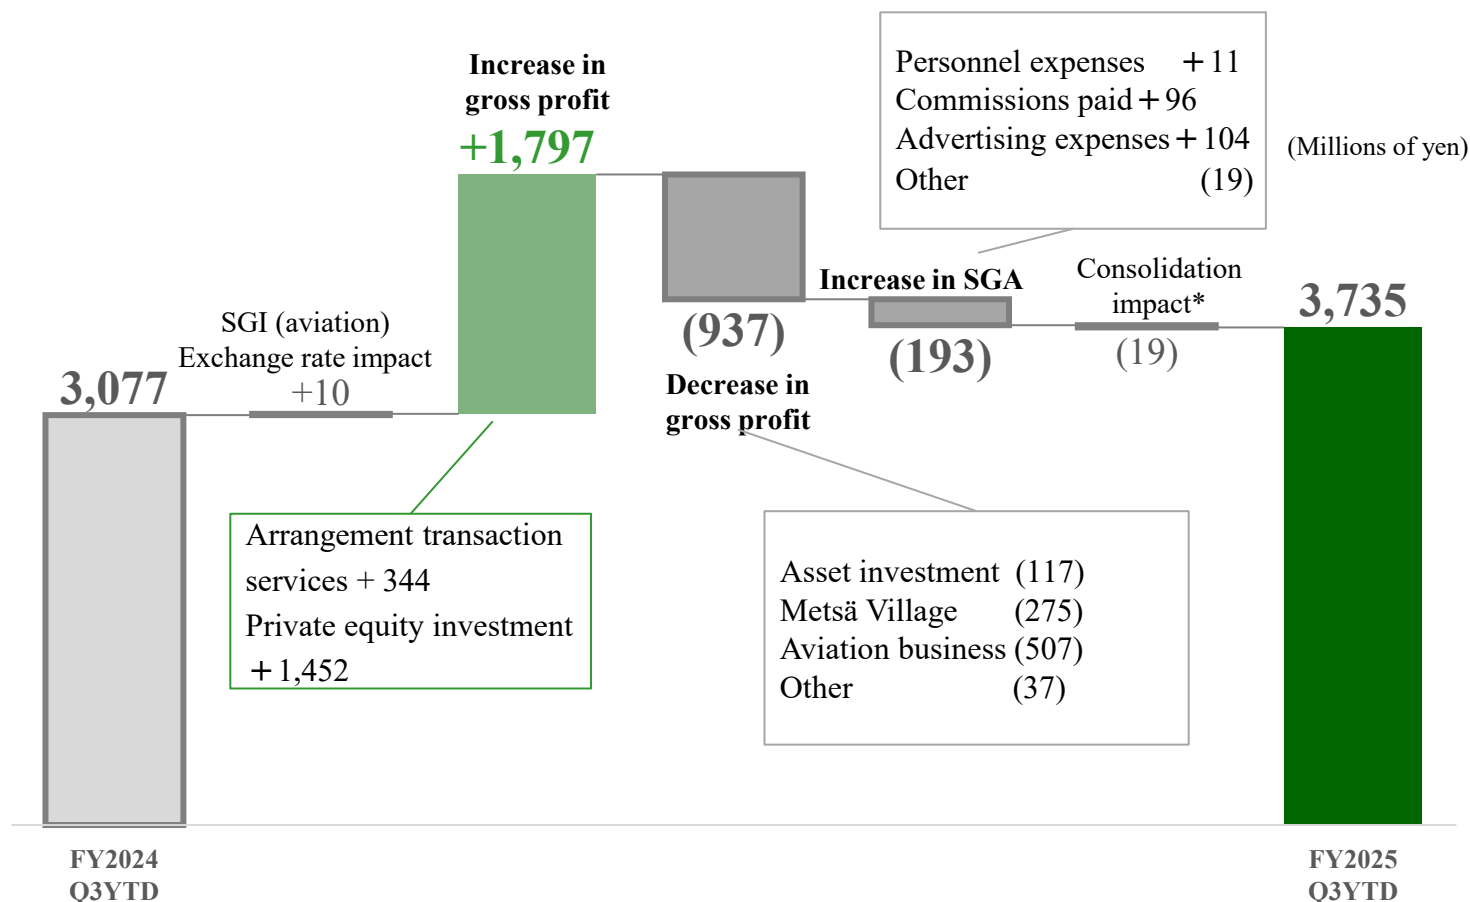 Increase in
gross profit
+1,797
Personnel expenses +11
Commissions paid+96
Advertising expenses+104
Other (19)
(Millions of yen)
SGI (aviation)
Exchange rate impact
+10
3,077
(937)
Decrease in
gross profit
Increase in SGA
(193)
Consolidation
impact*
(19)
3,735
Arrangement transaction
services + 344
Private equity investment
+1,452
Asset investment (117)
Metsä Village (275)
Aviation business (507)
Other (37)
FY2024
Q3YTD
FY2025
Q3YTD